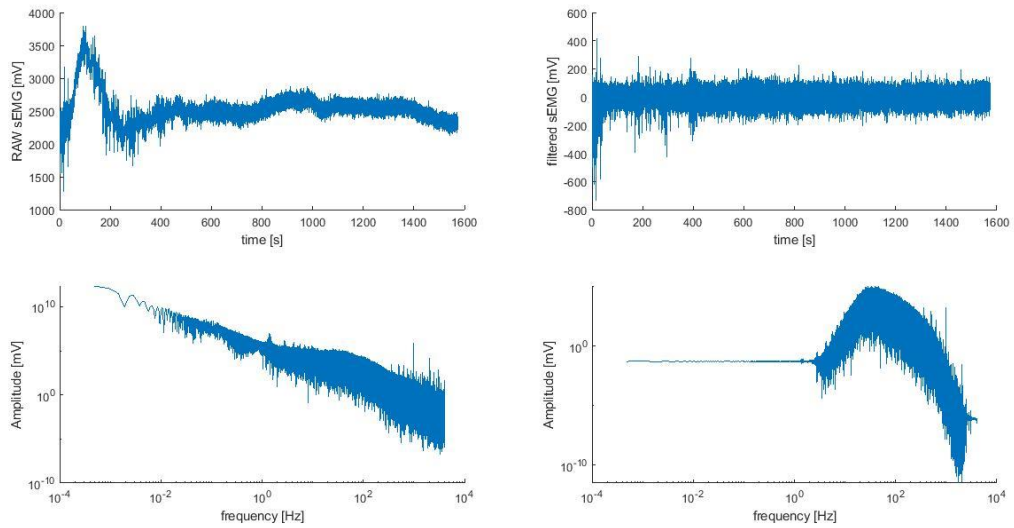 RAW sEMG [mV]
4000
3500
3000
2500
2000
1500
1000
0 200 400 600 800 1000 1200 1400 1600
time [s]
filtered sEMG [mV]
600
400
200
0
-200
-400
-600
-800
0 200 400 600 800 1000 1200 1400 1600
time [s]
Amplitude [mV]
10^10
10^0
10^-10
10^-4 10^-2 10^0 10^2 10^4
frequency [Hz]
Amplitude [mV]
10^0
10^-10
10^-4 10^-2 10^0 10^2 10^4
frequency [Hz]